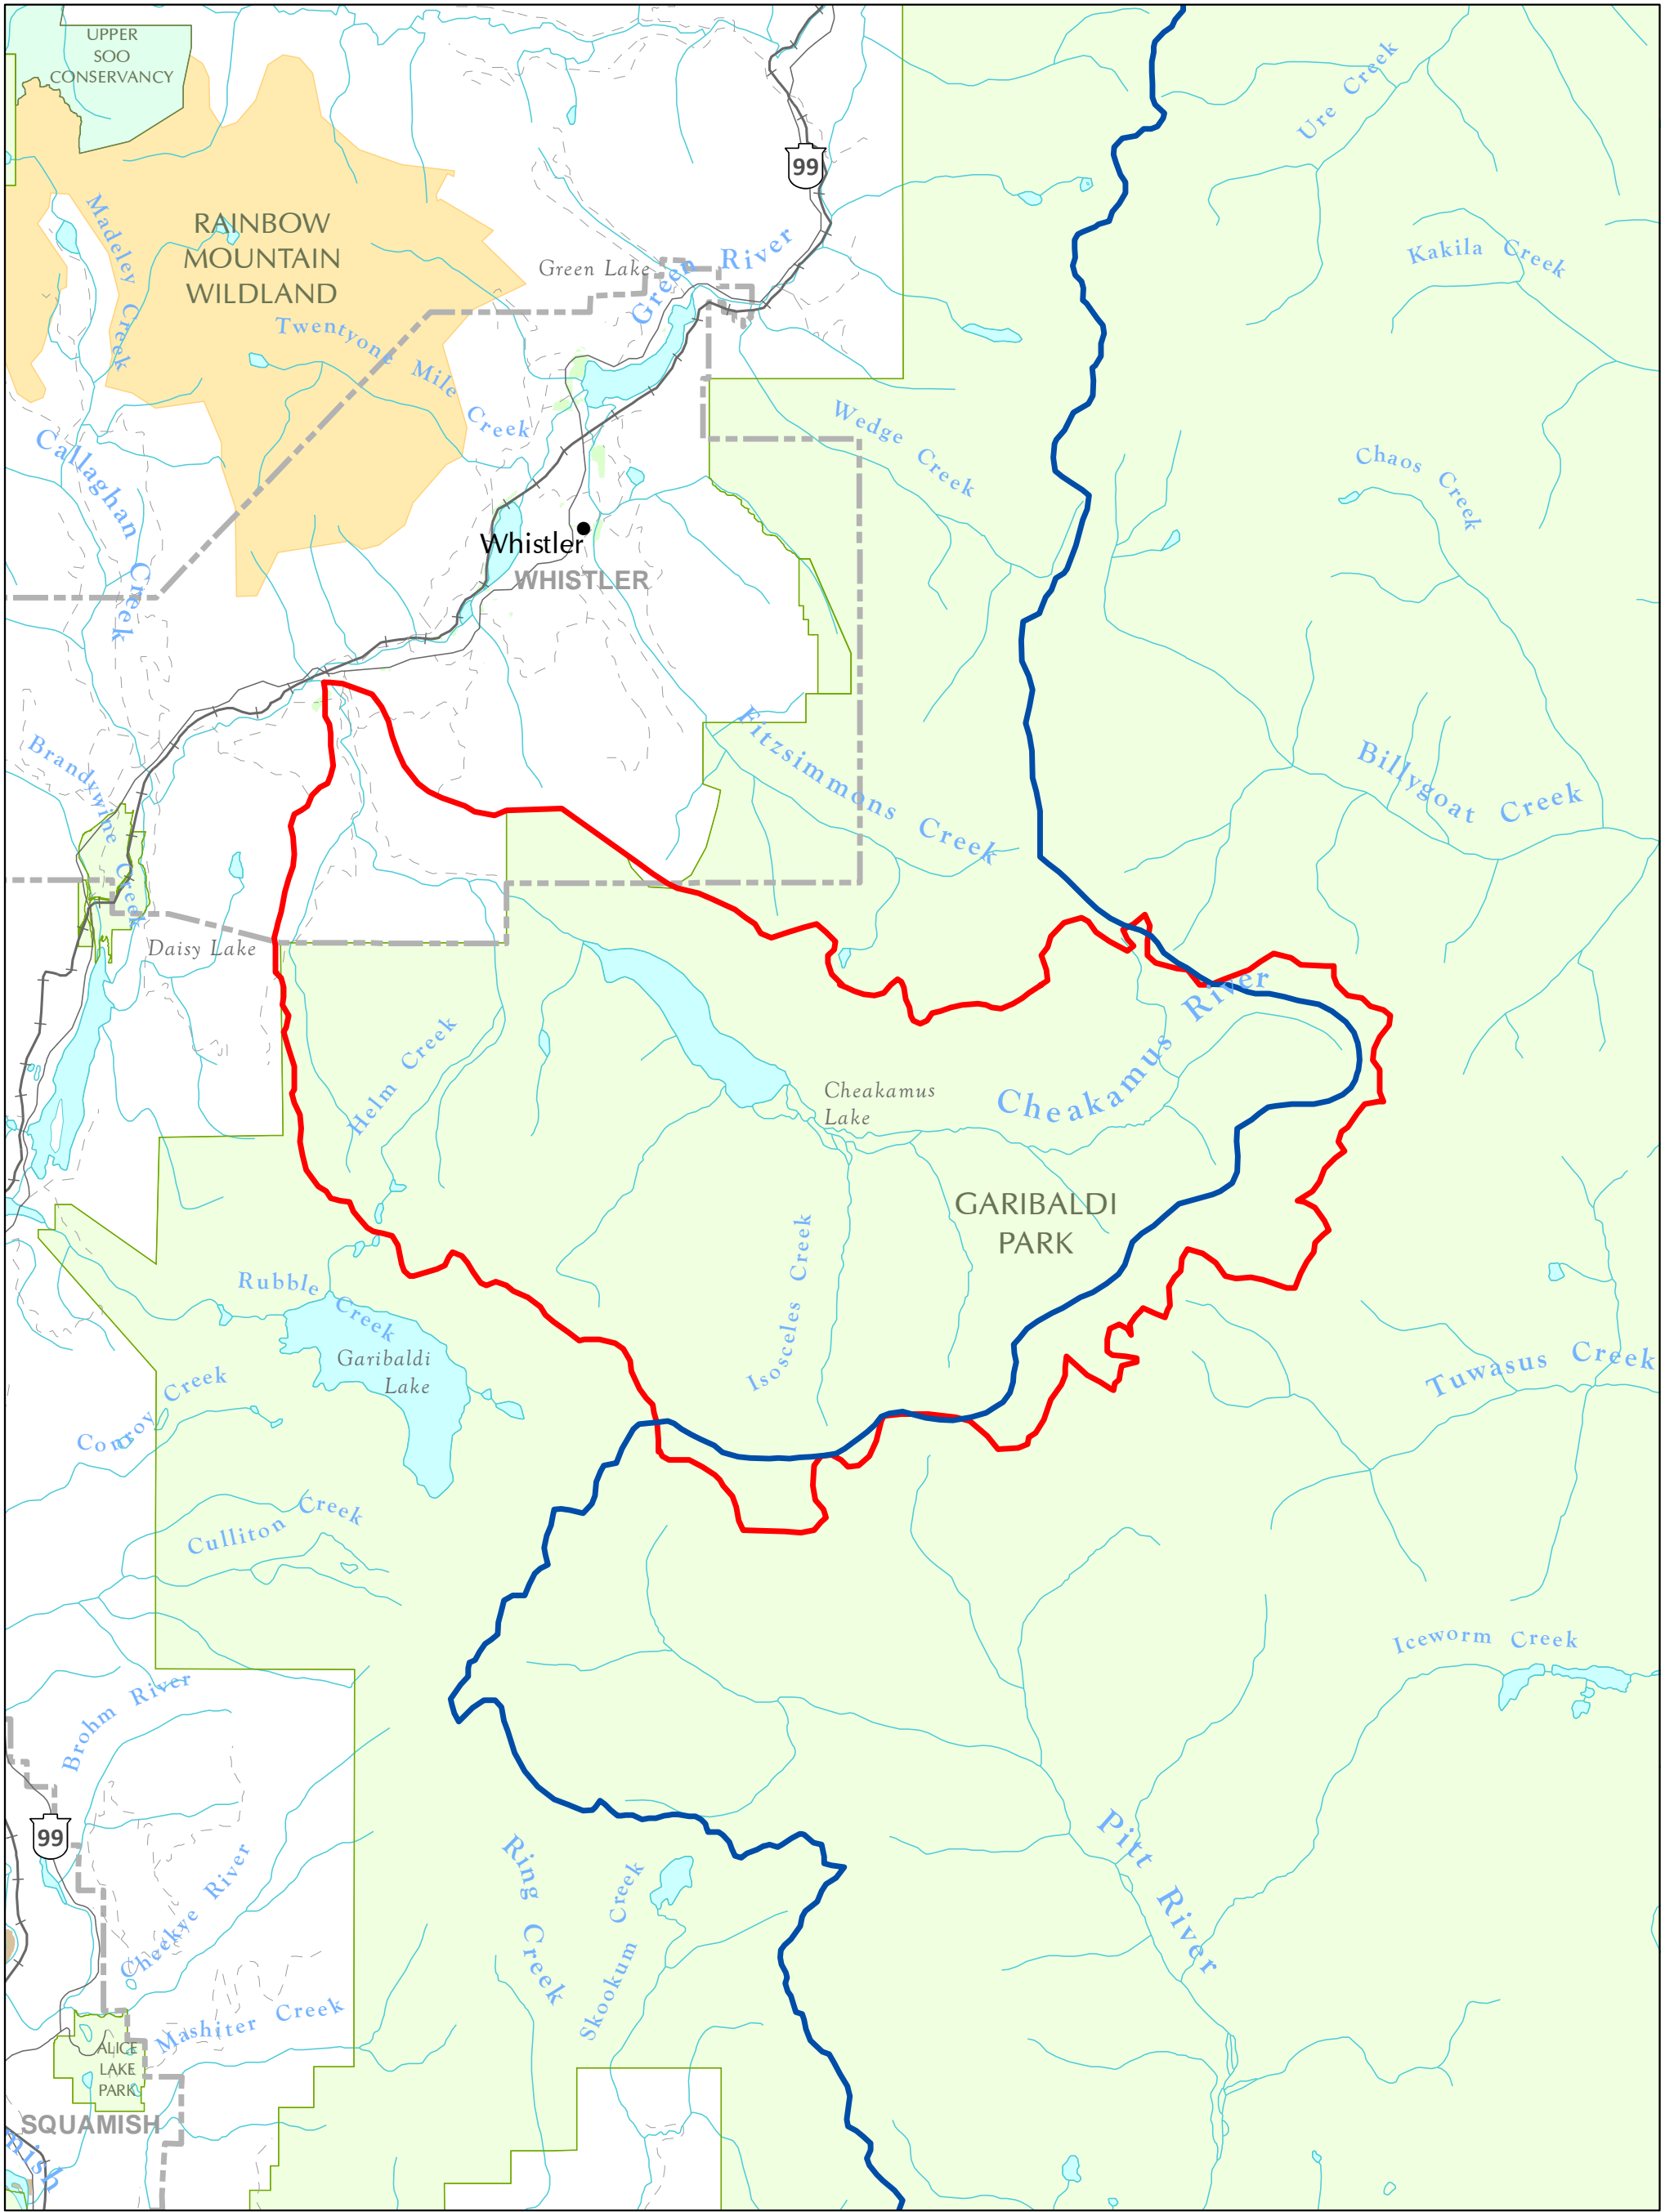 UPPER
SOO
CONSERVANCY
Ure Creek
99
RAINBOW
MOUNTAIN
WILDLAND
Madeley Creek
Green Lake
Green River
Kakila Creek
Twentyone Mile Creek
Wedge Creek
Callaghan Creek
Chaos Creek
Whistler
WHISTLER
Fitzsimmons Creek
Brandywine Creek
Billygoat Creek
Daisy Lake
Helm Creek
Cheakamus River
Cheakamus
Lake
GARIBALDI
PARK
Isosceles Creek
Rubble Creek
Garibaldi
Lake
Tuwasus Creek
Conroy Creek
Culliton Creek
Iceworm Creek
Brohm River
99
Cheekye River
Ring Creek
Skookum Creek
Pitt River
Mashiter Creek
ALICE
LAKE
PARK
SQUAMISH
mish